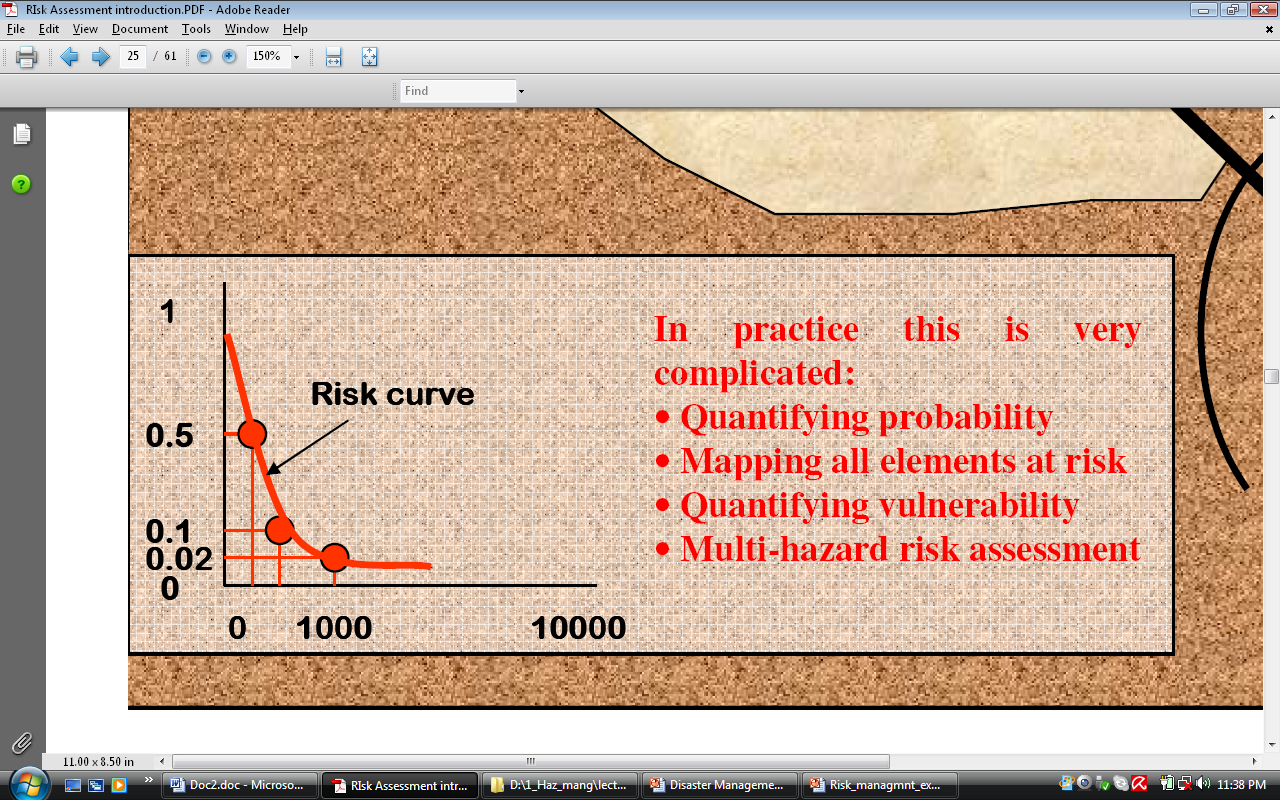 RIsk Assessment introduction.PDF - Adobe Reader
File Edit View Document Tools Window Help
25 / 61 150%
Find
1
0.5
0.1
0.02
0
Risk curve
0 1000 10000
In practice this is very
complicated:
• Quantifying probability
• Mapping all elements at risk
• Quantifying vulnerability
• Multi-hazard risk assessment
11.00 x 8.50 in
Doc2.doc - Microso... RIsk Assessment intr... D:\1_Haz_mang\lect... Disaster Manageme... Risk_managmnt_ex... 11:38 PM